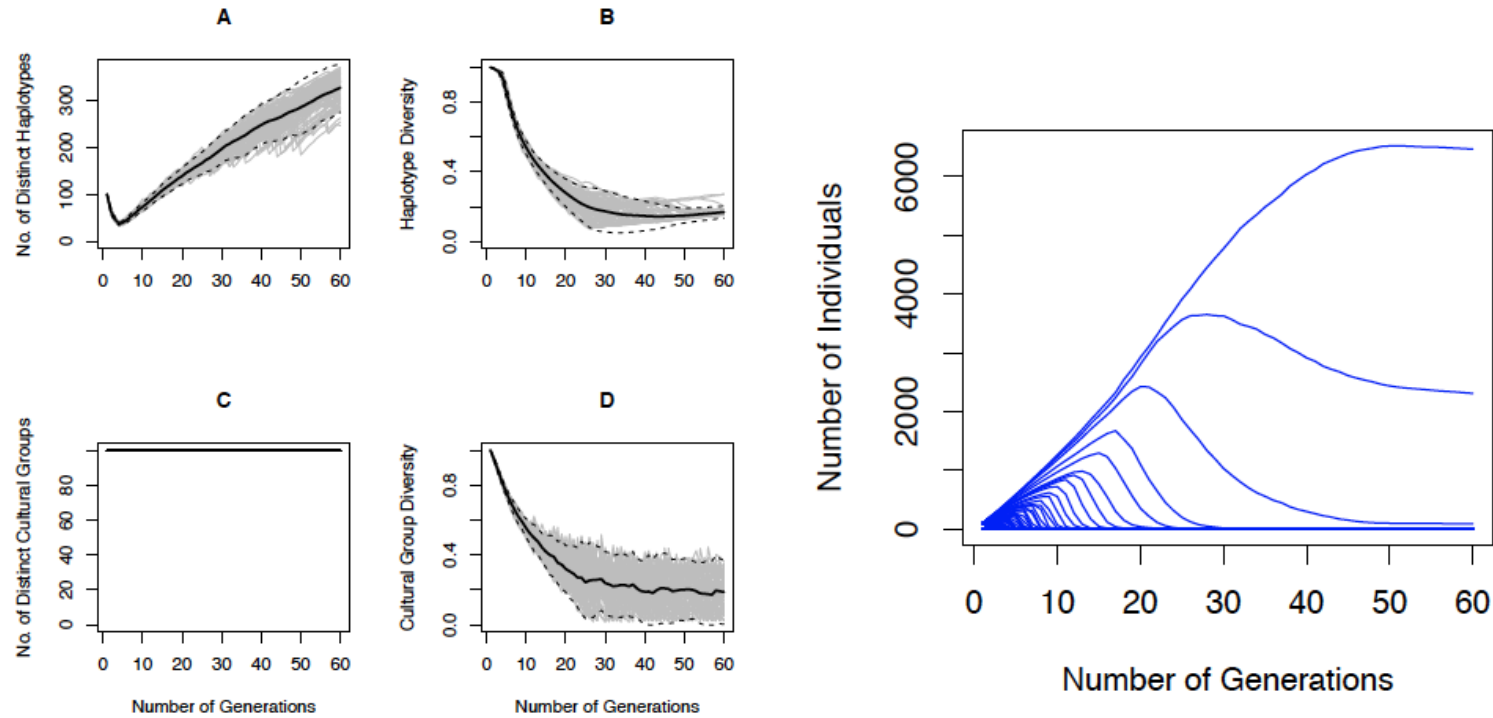 A
No. of Distinct Haplotypes
0 100 200 300
0 10 20 30 40 50 60
B
Haplotype Diversity
0.0 0.4 0.8
0 10 20 30 40 50 60
C
No. of Distinct Cultural Groups
0 20 40 60 80
0 10 20 30 40 50 60
Number of Generations
D
Cultural Group Diversity
0.0 0.4 0.8
0 10 20 30 40 50 60
Number of Generations
Number of Individuals
0 2000 4000 6000
0 10 20 30 40 50 60
Number of Generations